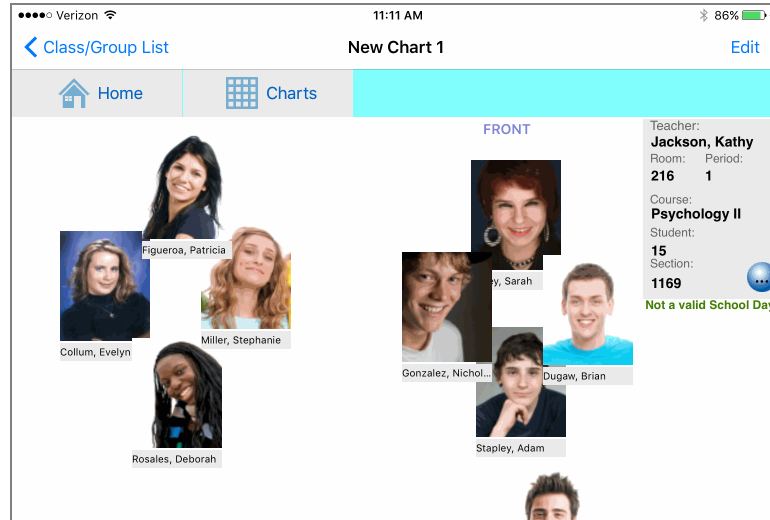 Verizon 11:11 AM 86%
Class/Group List New Chart 1 Edit
Home Charts
FRONT
Teacher:
Jackson, Kathy
Room: Period:
216 1
Course:
Psychology II
Student:
15
Section:
1169
Not a valid School Day
Figueroa, Patricia
Collum, Evelyn
Miller, Stephanie
Rosales, Deborah
Sarah
Gonzalez, Nichol...
Dugaw, Brian
Stapley, Adam